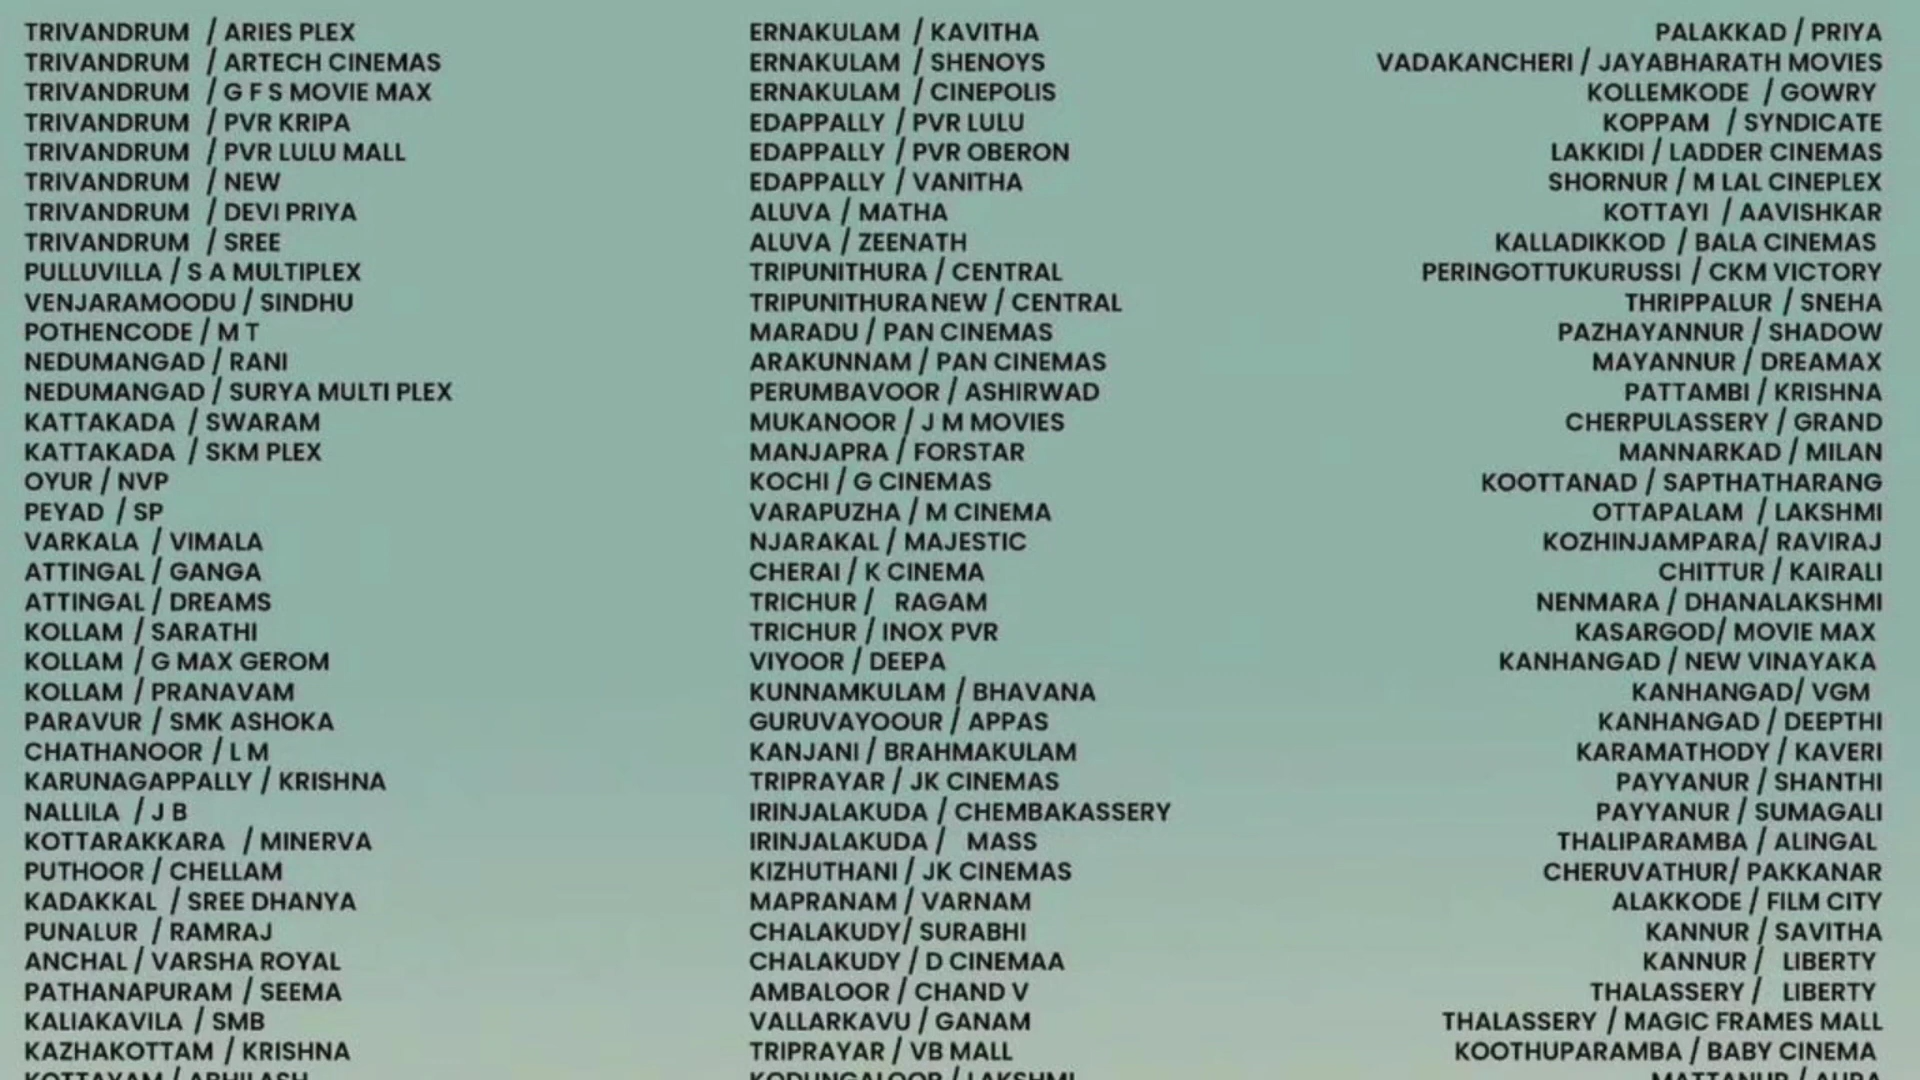 TRIVANDRUM / ARIES PLEX
TRIVANDRUM / ARTECH CINEMAS
TRIVANDRUM / G F S MOVIE MAX
TRIVANDRUM / PVR KRIPA
TRIVANDRUM / PVR LULU MALL
TRIVANDRUM / NEW
TRIVANDRUM / DEVI PRIYA
TRIVANDRUM / SREE
PULLUVILLA / S A MULTIPLEX
VENJARAMOODU / SINDHU
POTHENCODE / M T
NEDUMANGAD / RANI
NEDUMANGAD / SURYA MULTI PLEX
KATTAKADA / SWARAM
KATTAKADA / SKM PLEX
OYUR / NVP
PEYAD / SP
VARKALA / VIMALA
ATTINGAL / GANGA
ATTINGAL / DREAMS
KOLLAM / SARATHI
KOLLAM / G MAX GEROM
KOLLAM / PRANAVAM
PARAVUR / SMK ASHOKA
CHATHANOOR / L M
KARUNAGAPPALLY / KRISHNA
NALLILA / J B
KOTTARAKKARA / MINERVA
PUTHOOR / CHELLAM
KADAKKAL / SREE DHANYA
PUNALUR / RAMRAJ
ANCHAL / VARSHA ROYAL
PATHANAPURAM / SEEMA
KALIAKAVILA / SMB
KAZHAKOTTAM / KRISHNA
KOTTAYAM / ABHILASH
ERNAKULAM / KAVITHA
ERNAKULAM / SHENOYS
ERNAKULAM / CINEPOLIS
EDAPPALLY / PVR LULU
EDAPPALLY / PVR OBERON
EDAPPALLY / VANITHA
ALUVA / MATHA
ALUVA / ZEENATH
TRIPUNITHURA / CENTRAL
TRIPUNITHURA NEW / CENTRAL
MARADU / PAN CINEMAS
ARAKUNNAM / PAN CINEMAS
PERUMBAVOOR / ASHIRWAD
MUKANOOR / J M MOVIES
MANJAPRA / FORSTAR
KOCHI / G CINEMAS
VARAPUZHA / M CINEMA
NJARAKAL / MAJESTIC
CHERAI / K CINEMA
TRICHUR / RAGAM
TRICHUR / INOX PVR
VIYOOR / DEEPA
KUNNAMKULAM / BHAVANA
GURUVAYOOUR / APPAS
KANJANI / BRAHMAKULAM
TRIPRAYAR / JK CINEMAS
IRINJALAKUDA / CHEMBAKASSERY
IRINJALAKUDA / MASS
KIZHUTHANI / JK CINEMAS
MAPRANAM / VARNAM
CHALAKUDY/ SURABHI
CHALAKUDY / D CINEMAA
AMBALOOR / CHAND V
VALLARKAVU / GANAM
TRIPRAYAR / VB MALL
KODUNGALOOR / LAKSHMI
PALAKKAD / PRIYA
VADAKANCHERI / JAYABHARATH MOVIES
KOLLEMKODE / GOWRY
KOPPAM / SYNDICATE
LAKKIDI / LADDER CINEMAS
SHORNUR / M LAL CINEPLEX
KOTTAYI / AAVISHKAR
KALLADIKKOD / BALA CINEMAS
PERINGOTTUKURUSSI / CKM VICTORY
THRIPPALUR / SNEHA
PAZHAYANNUR / SHADOW
MAYANNUR / DREAMAX
PATTAMBI / KRISHNA
CHERPULASSERY / GRAND
MANNARKAD / MILAN
KOOTTANAD / SAPTHATHARANG
OTTAPALAM / LAKSHMI
KOZHINJAMPARA/ RAVIRAJ
CHITTUR / KAIRALI
NENMARA / DHANALAKSHMI
KASARGOD/ MOVIE MAX
KANHANGAD / NEW VINAYAKA
KANHANGAD/ VGM
KANHANGAD / DEEPTHI
KARAMATHODY / KAVERI
PAYYANUR / SHANTHI
PAYYANUR / SUMAGALI
THALIPARAMBA / ALINGAL
CHERUVATHUR/ PAKKANAR
ALAKKODE / FILM CITY
KANNUR / SAVITHA
KANNUR / LIBERTY
THALASSERY / LIBERTY
THALASSERY / MAGIC FRAMES MALL
KOOTHUPARAMBA / BABY CINEMA
MATTANUR / AURA